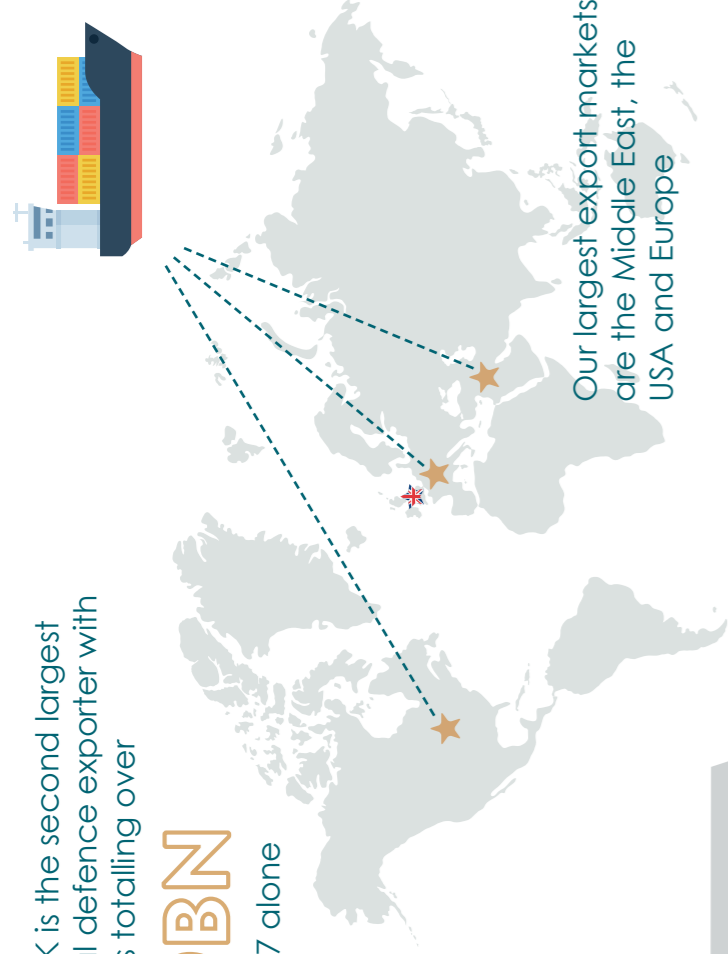 K is the second largest
l defence exporter with
s totalling over
0BN
7 alone
Our largest export markets
are the Middle East, the
USA and Europe